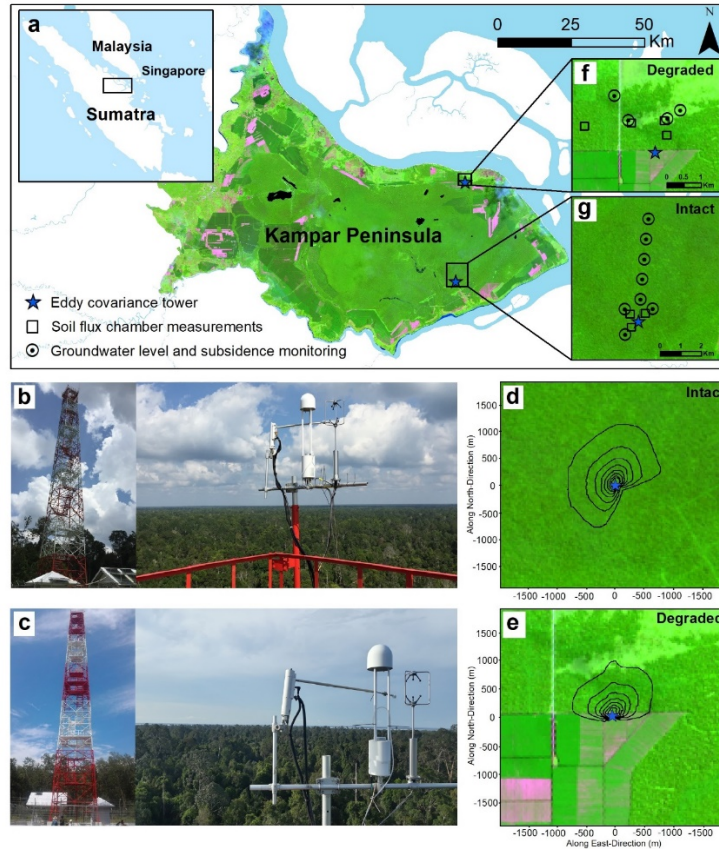 a
Malaysia
Singapore
Sumatra
0 25 50
Km
N
Kampar Peninsula
Eddy covariance tower
Soil flux chamber measurements
Groundwater level and subsidence monitoring
f
Degraded
0 0.5 1
Km
g
Intact
0 1 2
Km
b
d
Intact
Along North-Direction (m)
1500
1000
500
0
-500
-1000
-1500
-1500 -1000 -500 0 -500 -1000 -1500
c
e
Degraded
Along North-Direction (m)
1500
1000
500
0
-500
-1000
-1500
-1500 -1000 -500 0 -500 -1000 -1500
Along East-Direction (m)